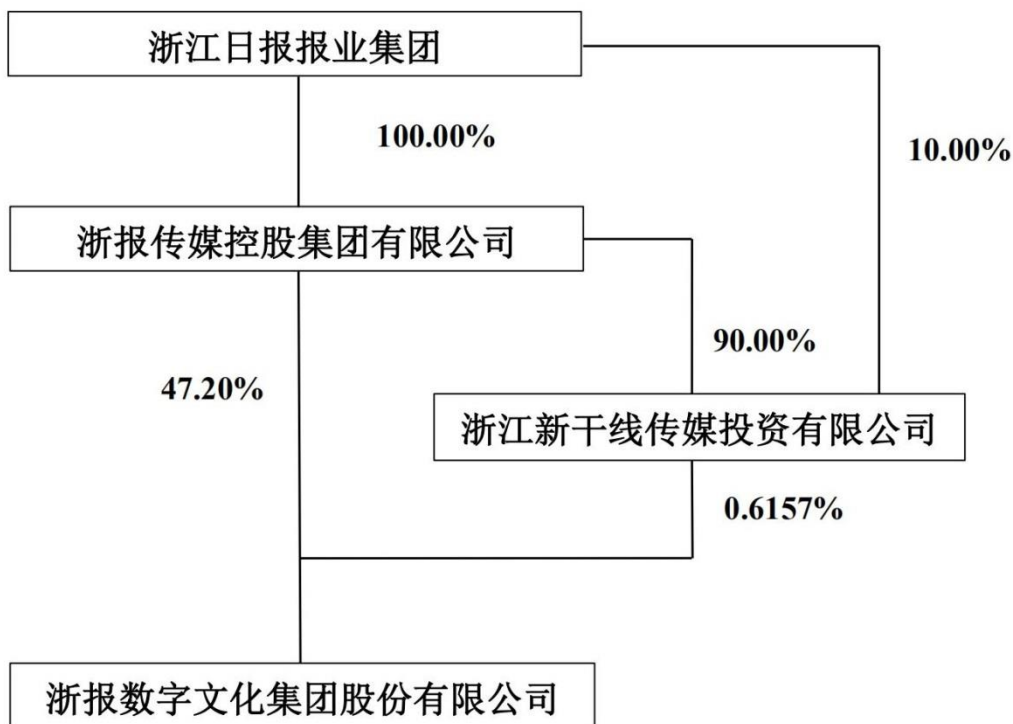 浙江日报报业集团
100.00%
10.00%
浙报传媒控股集团有限公司
90.00%
47.20%
浙江新干线传媒投资有限公司
0.6157%
浙报数字文化集团股份有限公司